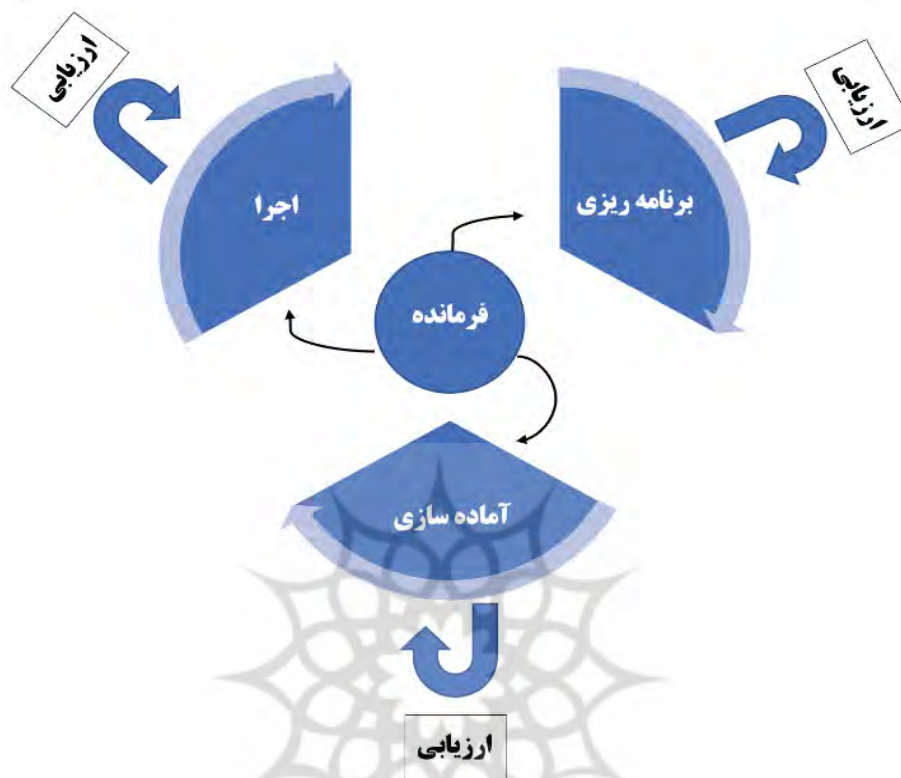 ارزیابی
ارزیابی
برنامه ریزی
اجرا
فرمانده
آماده سازی
ارزیابی